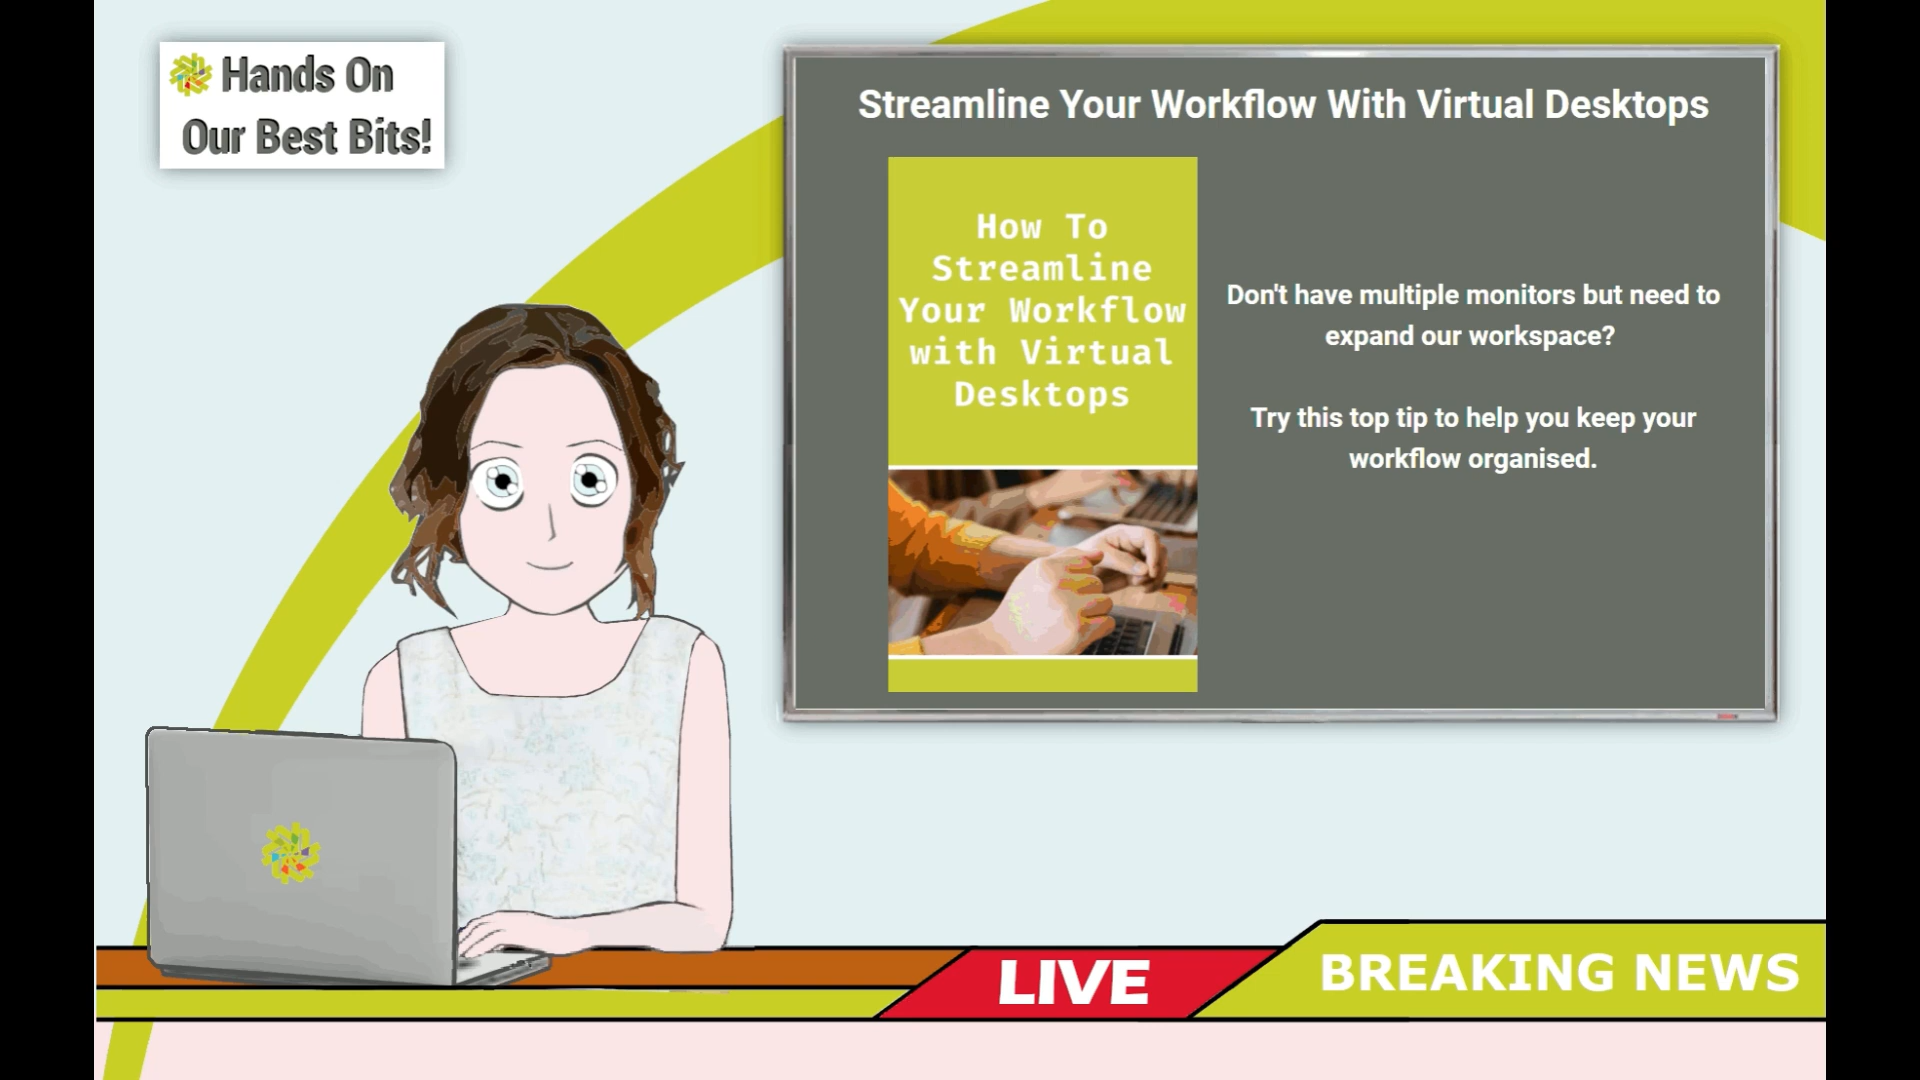 Hands On
Our Best Bits!
Streamline Your Workflow With Virtual Desktops
How To
Streamline
Your Workflow
with Virtual
Desktops
Don't have multiple monitors but need to
expand our workspace?
Try this top tip to help you keep your
workflow organised.
LIVE
BREAKING NEWS